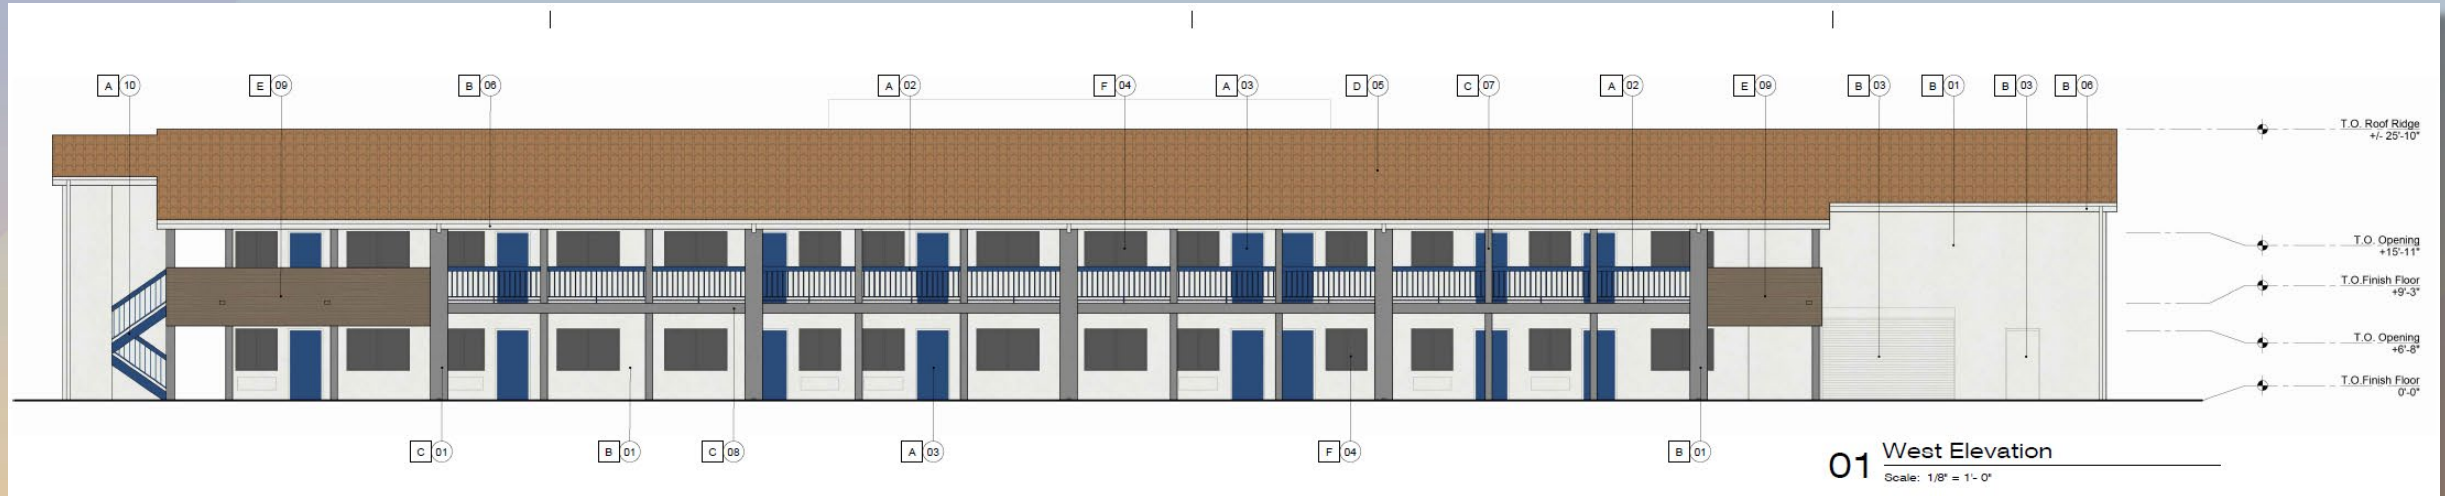 A 10 E 09 B 06 A 02 F 04 A 03 D 05 C 07 A 02 E 09 B 03 B 01 B 03 B 06
T.O. Roof Ridge
+/- 25'-10"
T.O. Opening
+15'-11"
T.O.Finish Floor
+9'-3"
T.O. Opening
+6'-8"
T.O.Finish Floor
0'-0"
C 01 B 01 C 08 A 03 F 04 B 01
01 West Elevation
Scale: 1/8" = 1'- 0"